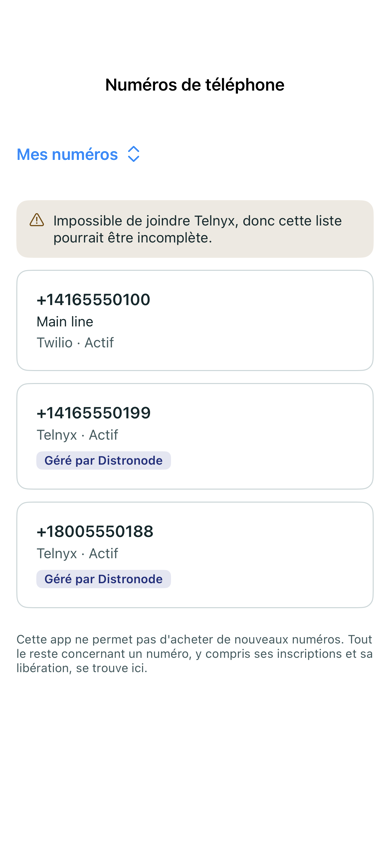 Numéros de téléphone
Mes numéros
Impossible de joindre Telnyx, donc cette liste
pourrait être incomplète.
+14165550100
Main line
Twilio · Actif
+14165550199
Telnyx · Actif
Géré par Distronode
+18005550188
Telnyx · Actif
Géré par Distronode
Cette app ne permet pas d'acheter de nouveaux numéros. Tout
le reste concernant un numéro, y compris ses inscriptions et sa
libération, se trouve ici.